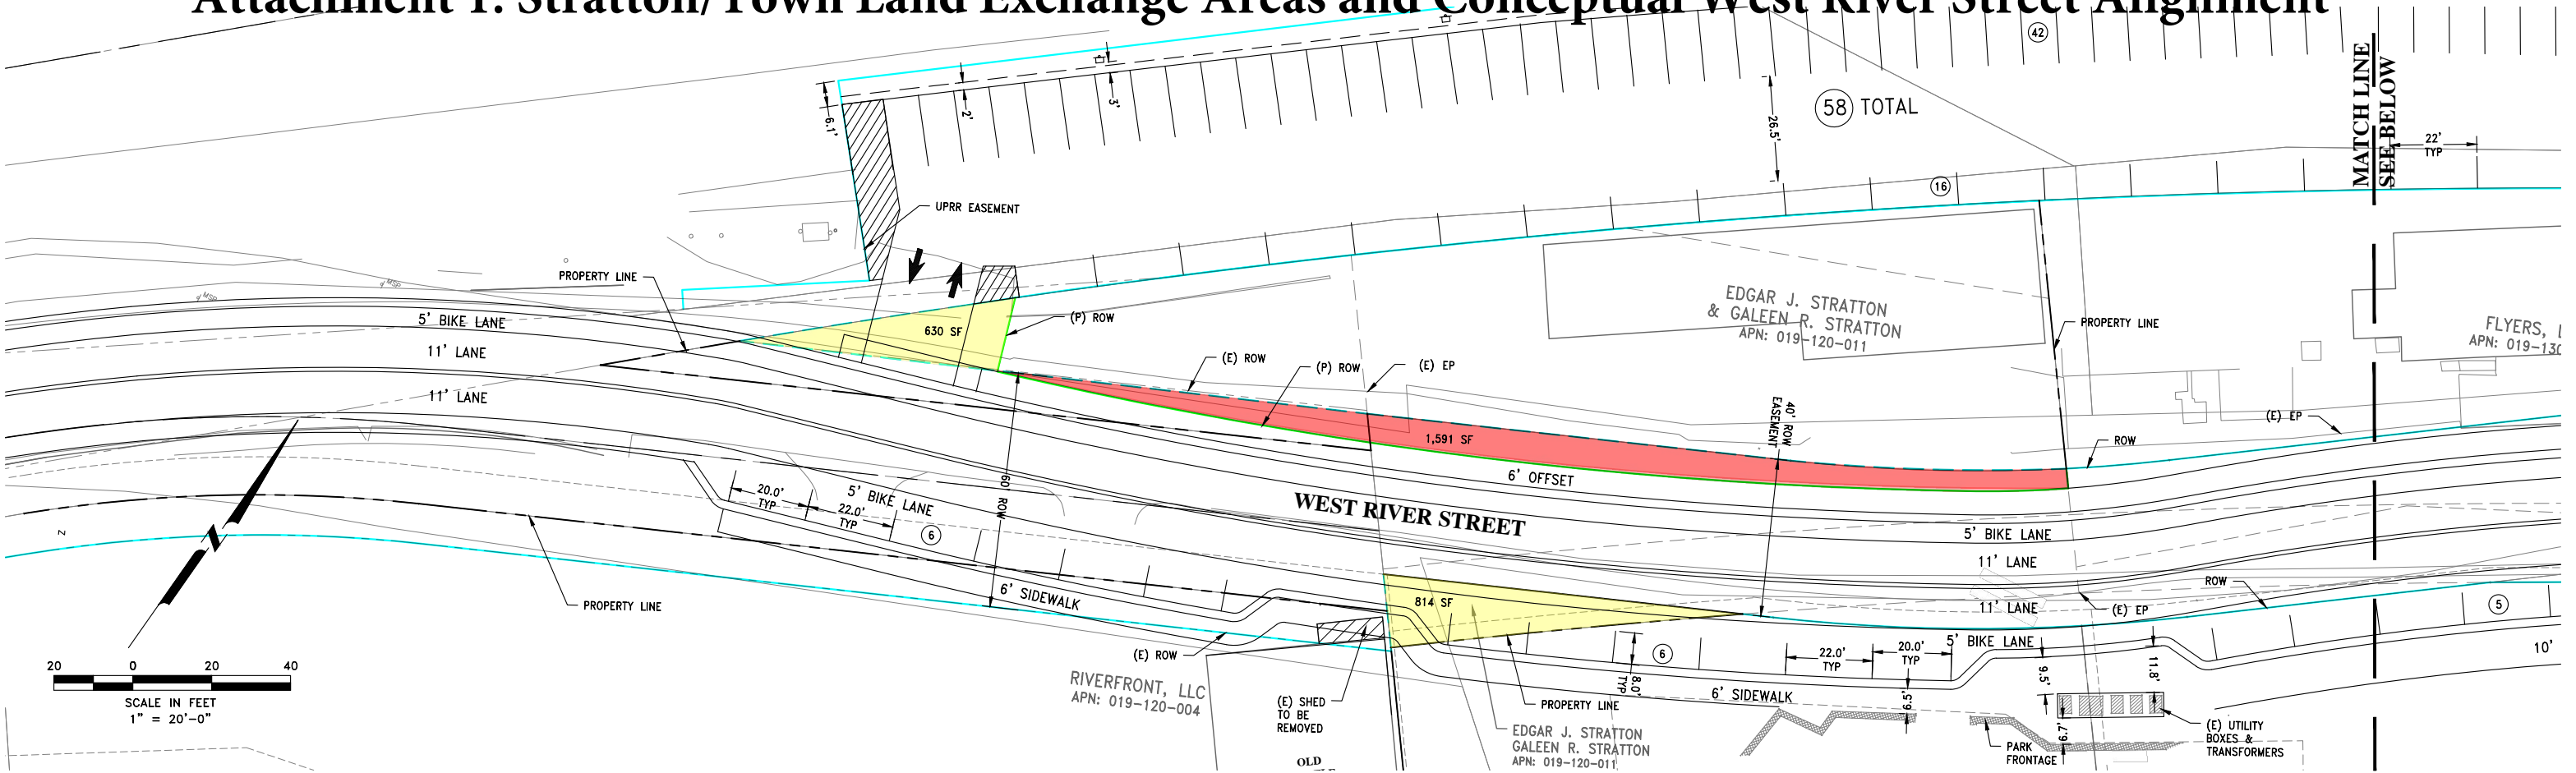 Attachment 1: Stratton/Town Land Exchange Areas and Conceptual West River Street Alignment
42
58 TOTAL
MATCH LINE
SEE BELOW
22'
TYP
6.1'
2'
3'
26.5'
16
UPRR EASEMENT
PROPERTY LINE
4' MSP
4' MSP
5' BIKE LANE
11' LANE
11' LANE
630 SF
(P) ROW
(E) ROW
(P) ROW
(E) EP
EDGAR J. STRATTON
& GALEEN R. STRATTON
APN: 019-120-011
PROPERTY LINE
FLYERS,
APN: 019-130
40' ROW
EASEMENT
1,591 SF
(E) EP
ROW
6' OFFSET
WEST RIVER STREET
60' ROW
20.0'
TYP
22.0'
TYP
5' BIKE LANE
6
6' SIDEWALK
5' BIKE LANE
11' LANE
11' LANE
ROW
(E) EP
5
Z
PROPERTY LINE
814 SF
6
8.0'
TYP
22.0'
TYP
20.0'
TYP
5' BIKE LANE
9.5'
11.8'
10'
(E) ROW
RIVERFRONT, LLC
APN: 019-120-004
(E) SHED
TO BE
REMOVED
PROPERTY LINE
6' SIDEWALK
9.5'
6.7'
EDGAR J. STRATTON
GALEEN R. STRATTON
APN: 019-120-011
PARK
FRONTAGE
(E) UTILITY
BOXES &
TRANSFORMERS
20 0 20 40
SCALE IN FEET
1" = 20'-0"
OLD